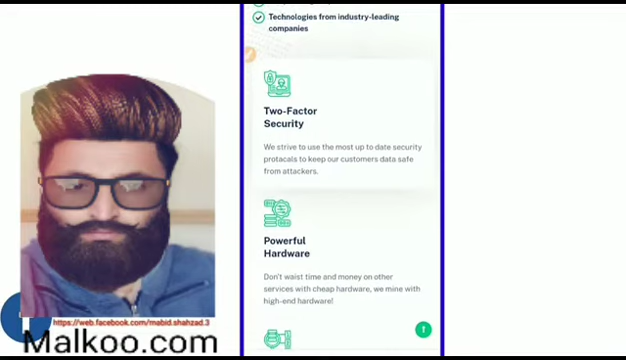 Technologies from industry-leading
companies
Two-Factor
Security
We strive to use the most up to date security
protacals to keep our customers data safe
from attackers.
Powerful
Hardware
Don't waist time and money on other
services with cheap hardware, we mine with
high-end hardware!
https://web.facebook.com/mabid.shahzad.3
Malkoo.com